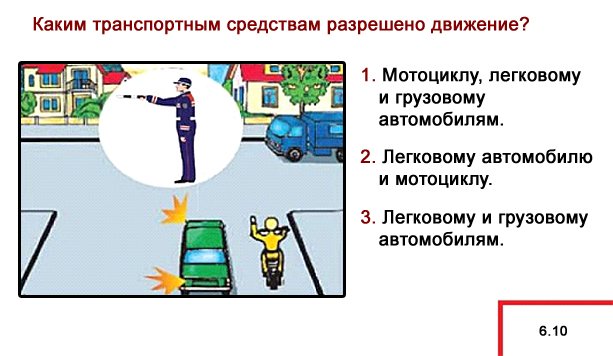 Каким транспортным средствам разрешено движение?
1. Мотоциклу, легковому
и грузовому
автомобилям.
2. Легковому автомобилю
и мотоциклу.
3. Легковому и грузовому
автомобилям.
6.10